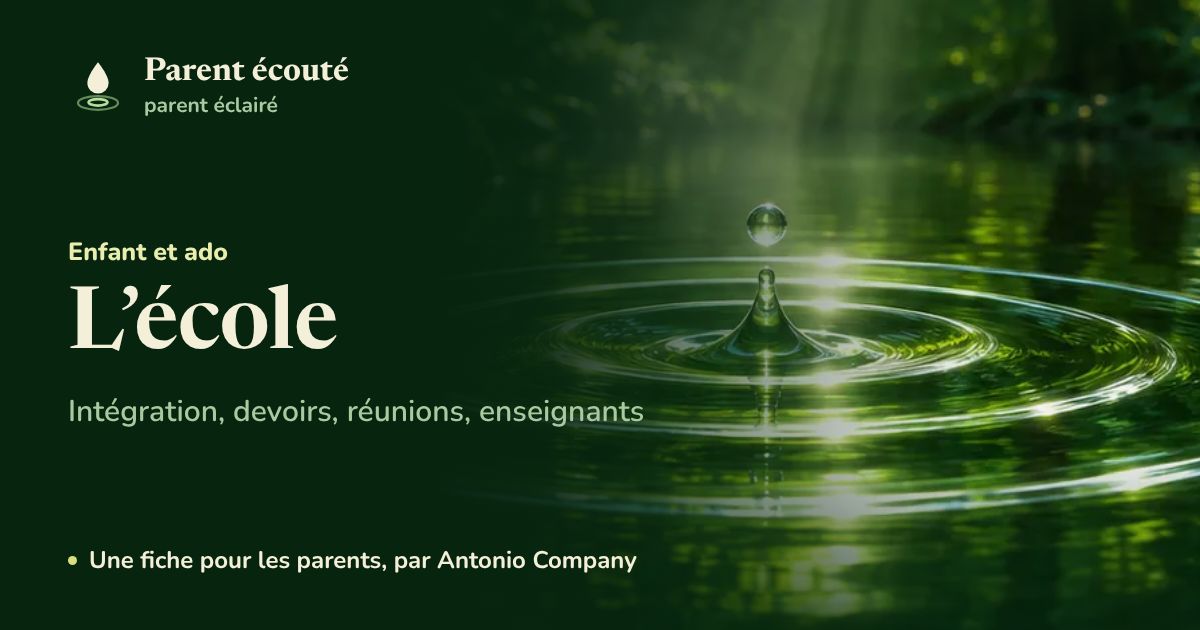 Parent écouté
parent éclairé
Enfant et ado
L’école
Intégration, devoirs, réunions, enseignants
Une fiche pour les parents, par Antonio Company